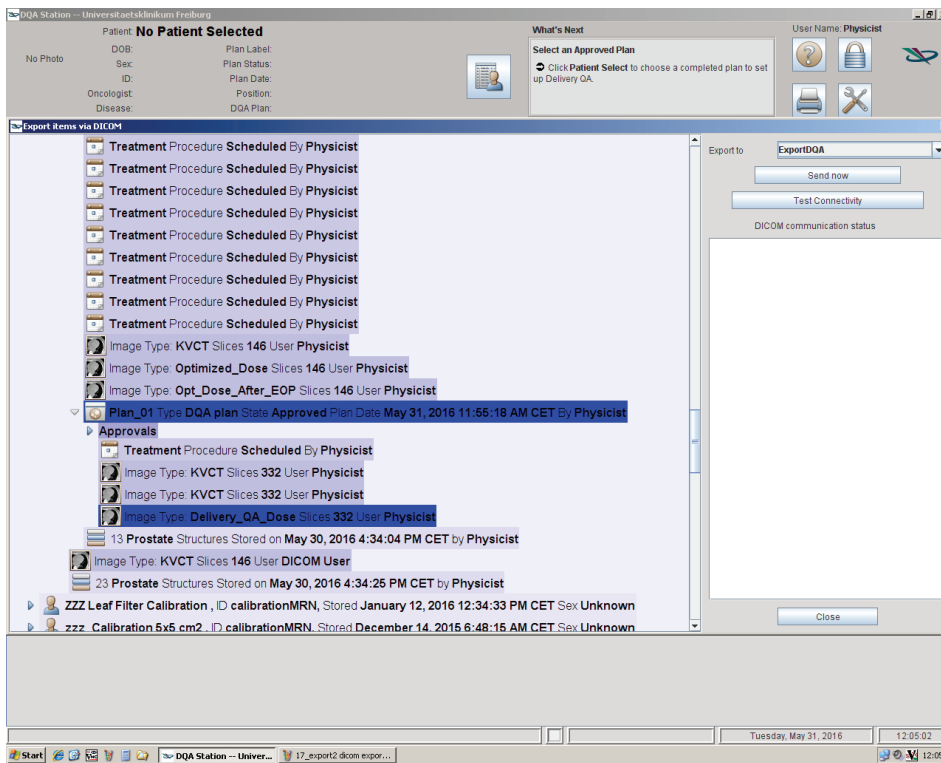 DQA Station -- Universitaetsklinikum Freiburg
Patient: No Patient Selected
No Photo
DOB:
Sex:
ID:
Oncologist:
Disease:
Plan Label:
Plan Status:
Plan Date:
Position:
DQA Plan:
What's Next
Select an Approved Plan
Click Patient Select to choose a completed plan to set
up Delivery QA.
User Name: Physicist
Export items via DICOM
Treatment Procedure Scheduled By Physicist
Treatment Procedure Scheduled By Physicist
Treatment Procedure Scheduled By Physicist
Treatment Procedure Scheduled By Physicist
Treatment Procedure Scheduled By Physicist
Treatment Procedure Scheduled By Physicist
Treatment Procedure Scheduled By Physicist
Treatment Procedure Scheduled By Physicist
Treatment Procedure Scheduled By Physicist
Image Type: KVCT Slices 146 User Physicist
Image Type: Optimized_Dose Slices 146 User Physicist
Image Type: Opt_Dose_After_EOP Slices 146 User Physicist
Plan_01 Type DQA plan State Approved Plan Date May 31, 2016 11:55:18 AM CET By Physicist
Approvals
Treatment Procedure Scheduled By Physicist
Image Type: KVCT Slices 332 User Physicist
Image Type: KVCT Slices 332 User Physicist
Image Type: Delivery_QA_Dose Slices 332 User Physicist
13 Prostate Structures Stored on May 30, 2016 4:34:04 PM CET by Physicist
Image Type: KVCT Slices 146 User DICOM User
23 Prostate Structures Stored on May 30, 2016 4:34:25 PM CET by Physicist
ZZZ Leaf Filter Calibration , ID calibrationMRN, Stored January 12, 2016 12:34:33 PM CET Sex Unknown
zzz_Calibration 5x5 cm2 , ID calibrationMRN, Stored December 14, 2015 6:48:15 AM CET Sex Unknown
Export to
ExportDQA
Send now
Test Connectivity
DICOM communication status
Close
Tuesday, May 31, 2016
12:05:02
Start
DQA Station -- Univer...
17_export2 dicom expor...
12:05